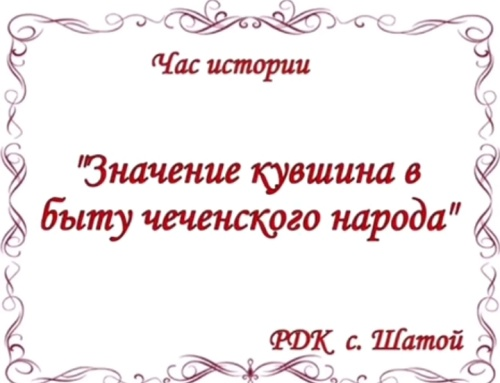 Час истории
"Значение кувшина в
быту чеченского народа"
РДК с. Шатой